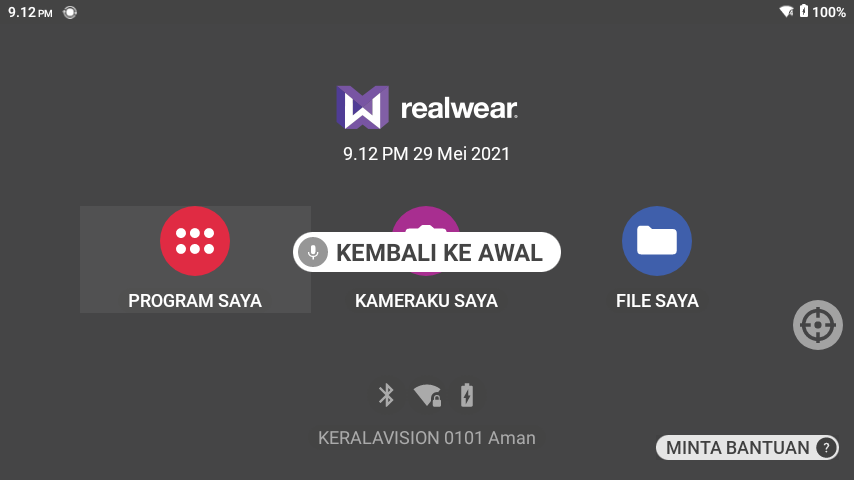 9.12 PM
100%
realwear
9.12 PM 29 Mei 2021
KEMBALI KE AWAL
PROGRAM SAYA
KAMERAKU SAYA
FILE SAYA
KERALAVISION 0101 Aman
MINTA BANTUAN ?